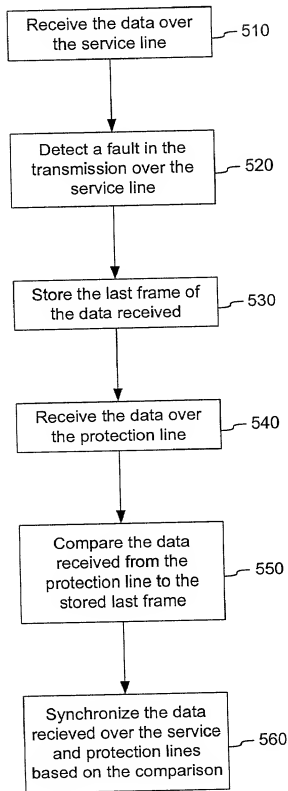 Receive the data over
the service line
510
Detect a fault in the
transmission over the
service line
520
Store the last frame of
the data received
530
Receive the data over
the protection line
540
Compare the data
received from the
protection line to the
stored last frame
550
Synchronize the data
recieved over the service
and protection lines
based on the comparison
560